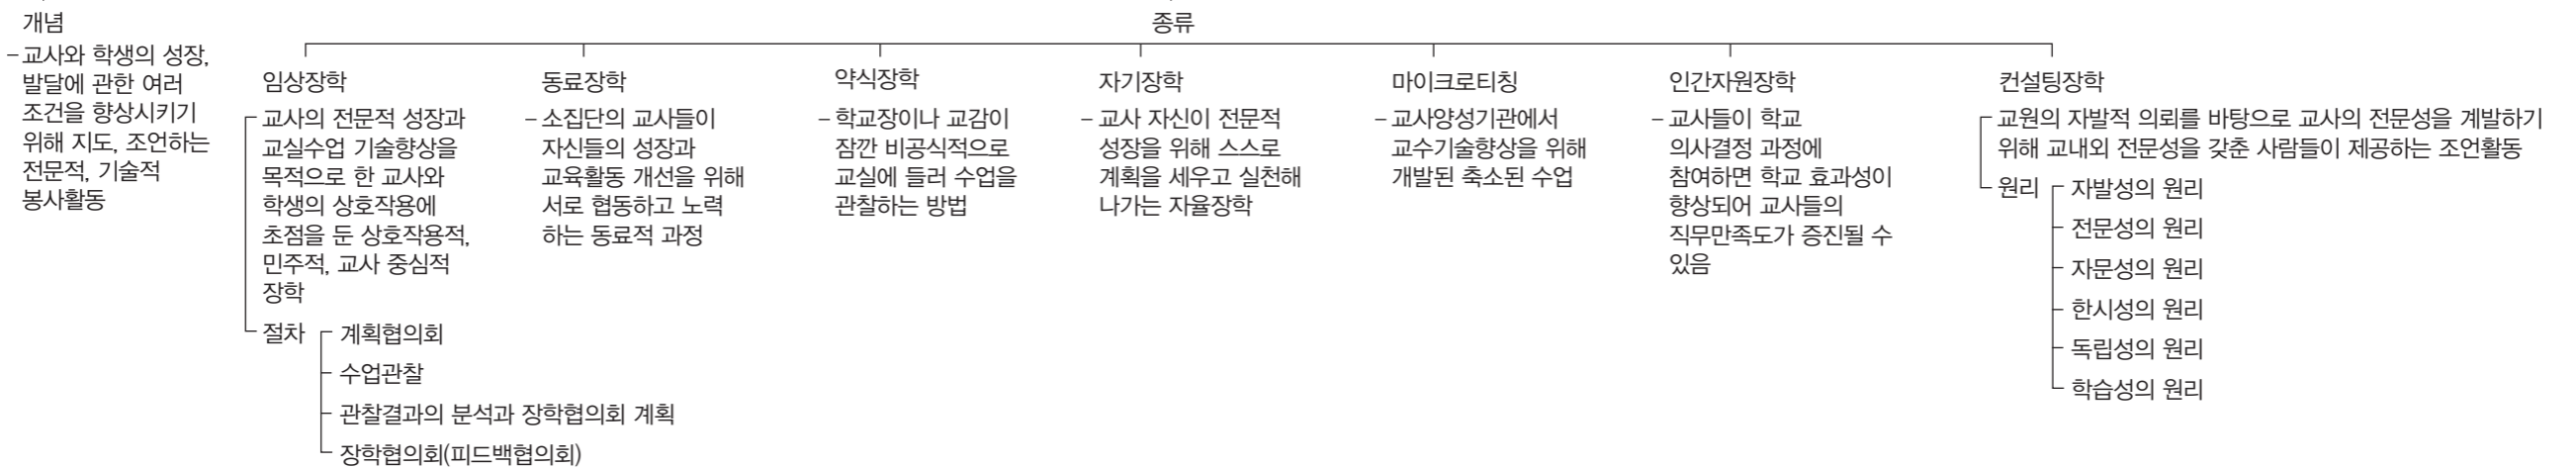 개념
– 교사와 학생의 성장,
발달에 관한 여러
조건을 향상시키기
위해 지도, 조언하는
전문적, 기술적
봉사활동
종류
임상장학
교사의 전문적 성장과
교실수업 기술향상을
목적으로 한 교사와
학생의 상호작용에
초점을 둔 상호작용적,
민주적, 교사 중심적
장학
절차
계획협의회
수업관찰
관찰결과의 분석과 장학협의회 계획
장학협의회(피드백협의회)
동료장학
– 소집단의 교사들이
자신들의 성장과
교육활동 개선을 위해
서로 협동하고 노력
하는 동료적 과정
약식장학
– 학교장이나 교감이
잠깐 비공식적으로
교실에 들러 수업을
관찰하는 방법
자기장학
– 교사 자신이 전문적
성장을 위해 스스로
계획을 세우고 실천해
나가는 자율장학
마이크로티칭
– 교사양성기관에서
교수기술향상을 위해
개발된 축소된 수업
인간자원장학
– 교사들이 학교
의사결정 과정에
참여하면 학교 효과성이
향상되어 교사들의
직무만족도가 증진될 수
있음
컨설팅장학
교원의 자발적 의뢰를 바탕으로 교사의 전문성을 계발하기
위해 교내외 전문성을 갖춘 사람들이 제공하는 조언활동
원리
자발성의 원리
전문성의 원리
자문성의 원리
한시성의 원리
독립성의 원리
학습성의 원리